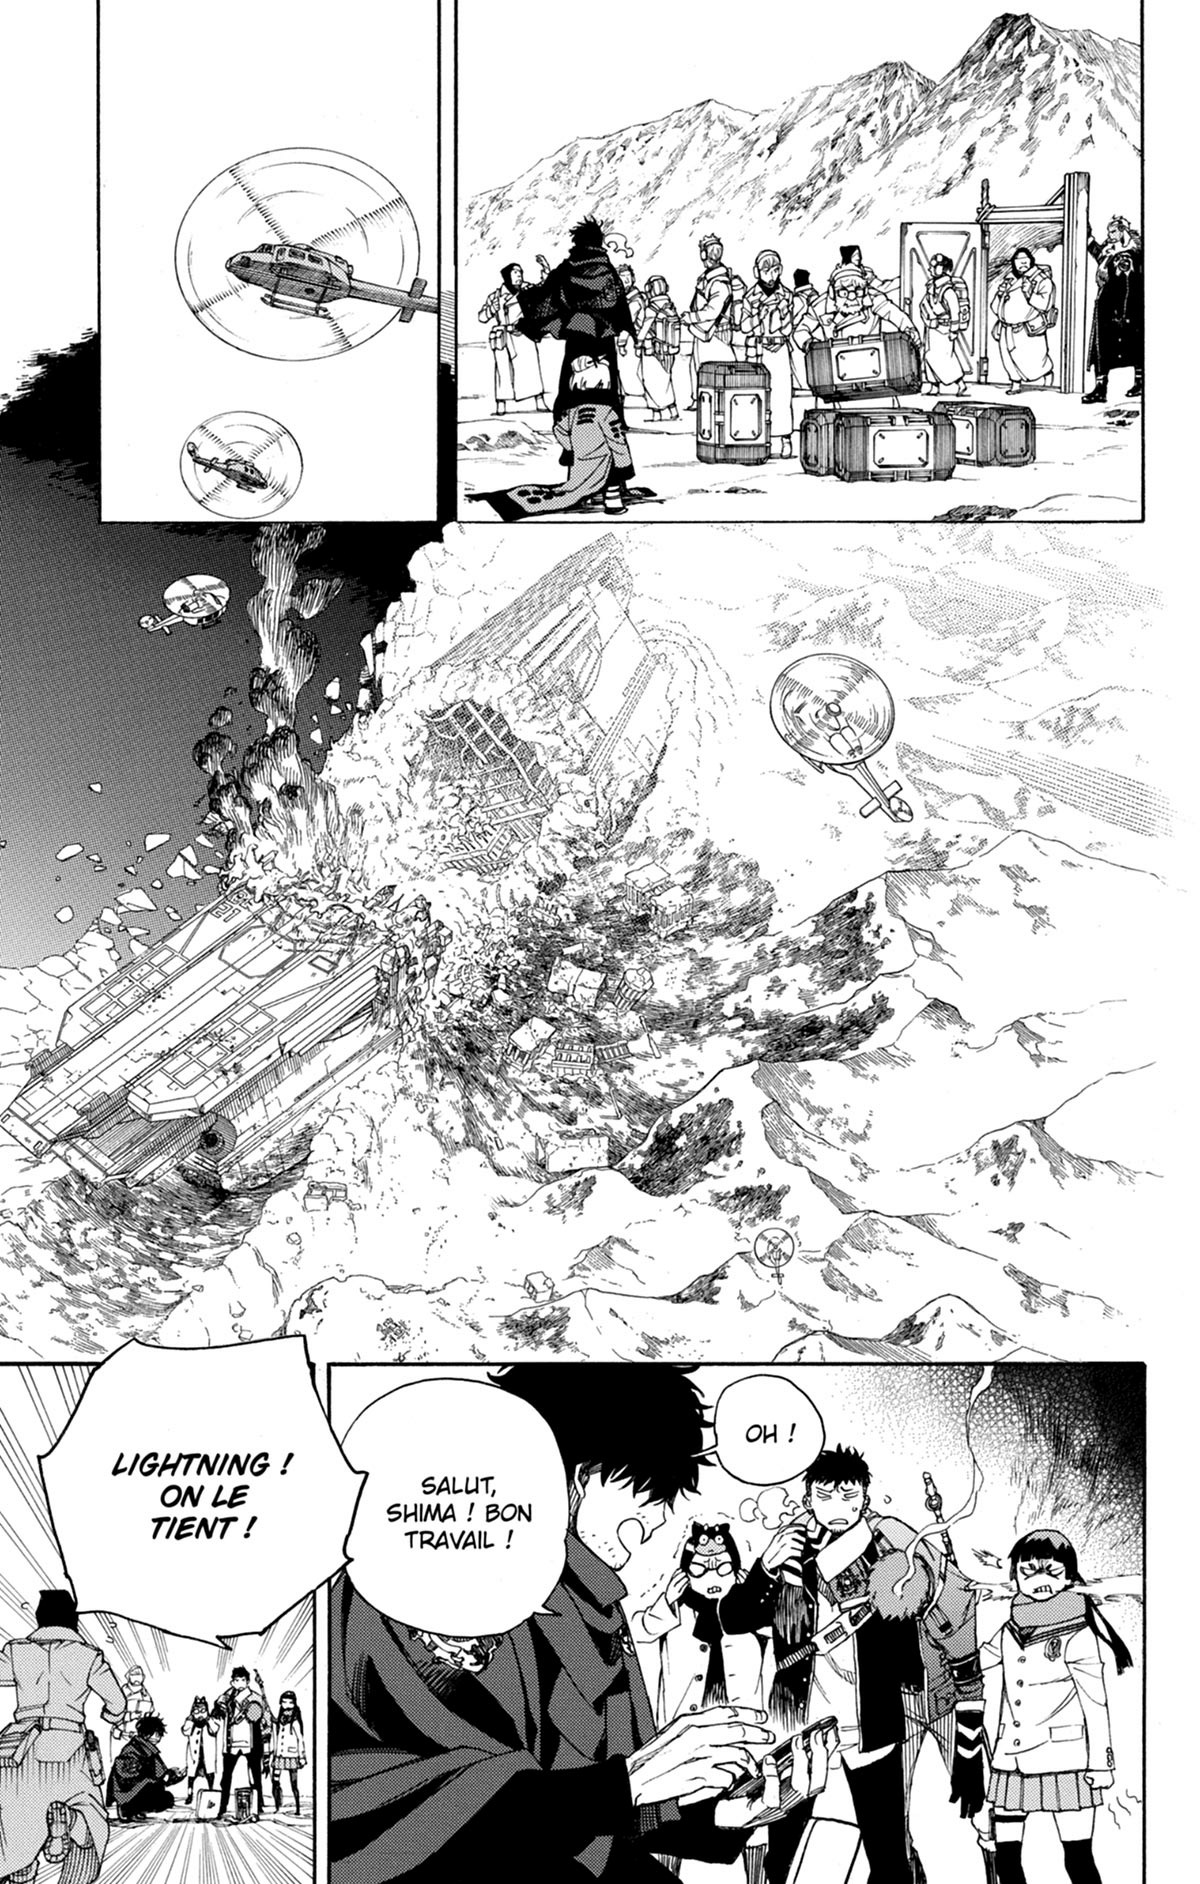 OH !
SALUT,
SHIMA ! BON
TRAVAIL !
LIGHTNING !
ON LE
TIENT !